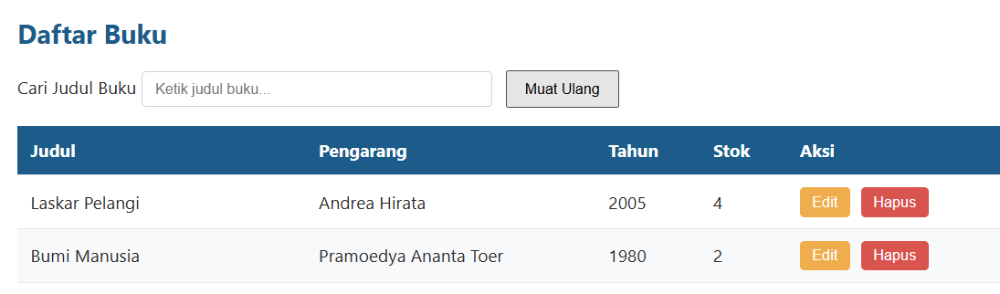 Daftar Buku
Cari Judul Buku Ketik judul buku... Muat Ulang
Judul Pengarang Tahun Stok Aksi
Laskar Pelangi Andrea Hirata 2005 4 Edit Hapus
Bumi Manusia Pramoedya Ananta Toer 1980 2 Edit Hapus